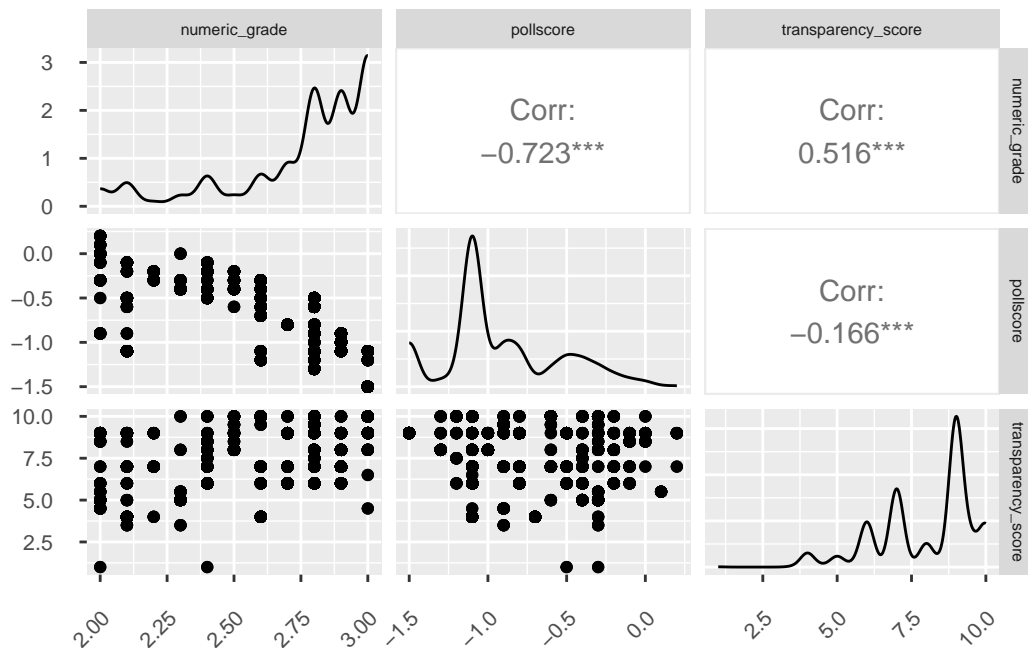 numeric_grade pollscore transparency_score
3
2
1
0
Corr:
−0.723***
Corr:
0.516***
numeric_grade
0.0
−0.5
−1.0
−1.5
Corr:
−0.166***
pollscore
10.0
7.5
5.0
2.5
transparency_score
2.00 2.25 2.50 2.75 3.00 −1.5 −1.0 −0.5 0.0 2.5 5.0 7.5 10.0